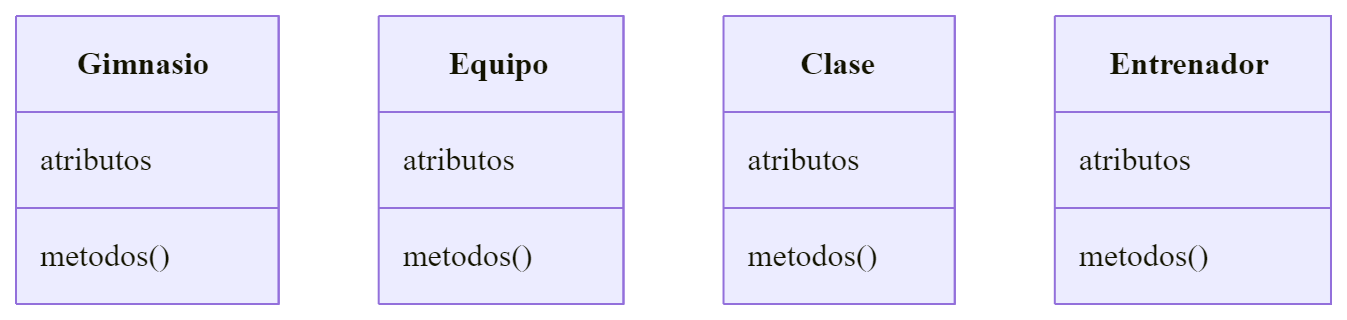 Gimnasio
atributos
metodos()
Equipo
atributos
metodos()
Clase
atributos
metodos()
Entrenador
atributos
metodos()